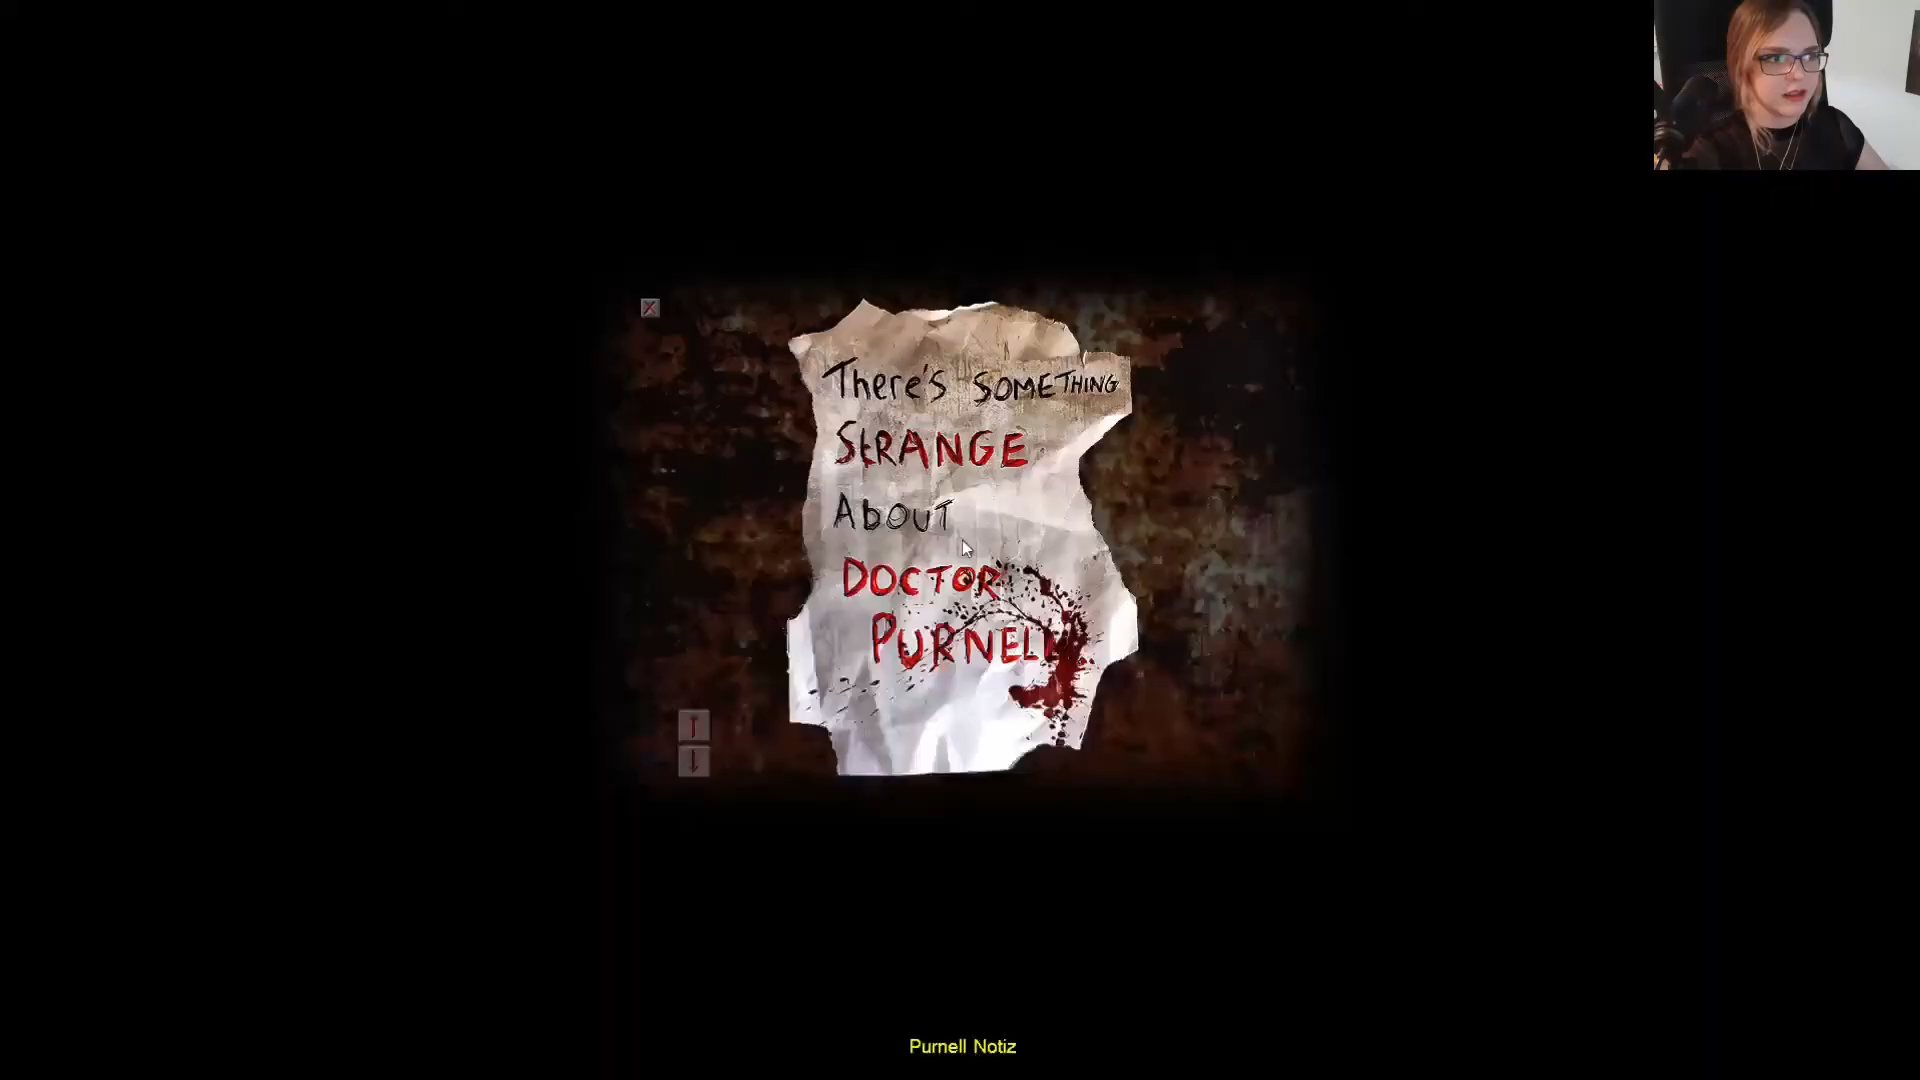 There's SOMETHING
STRANGE
About
DOCTOR
PURNELL
Purnell Notiz